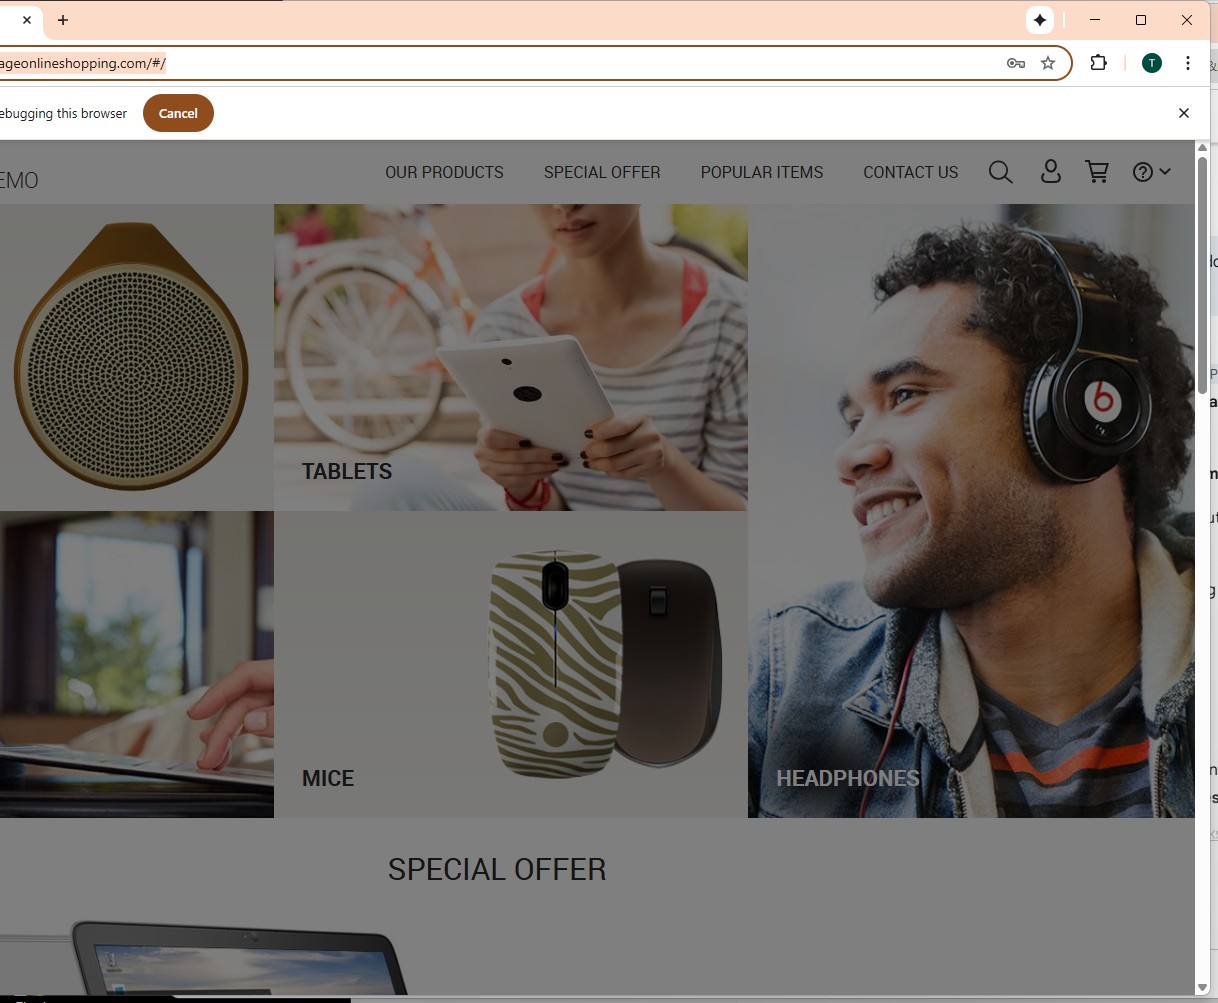 ageonlineshopping.com/#/
T
ebugging this browser
Cancel
EMO
OUR PRODUCTS
SPECIAL OFFER
POPULAR ITEMS
CONTACT US
TABLETS
MICE
HEADPHONES
SPECIAL OFFER